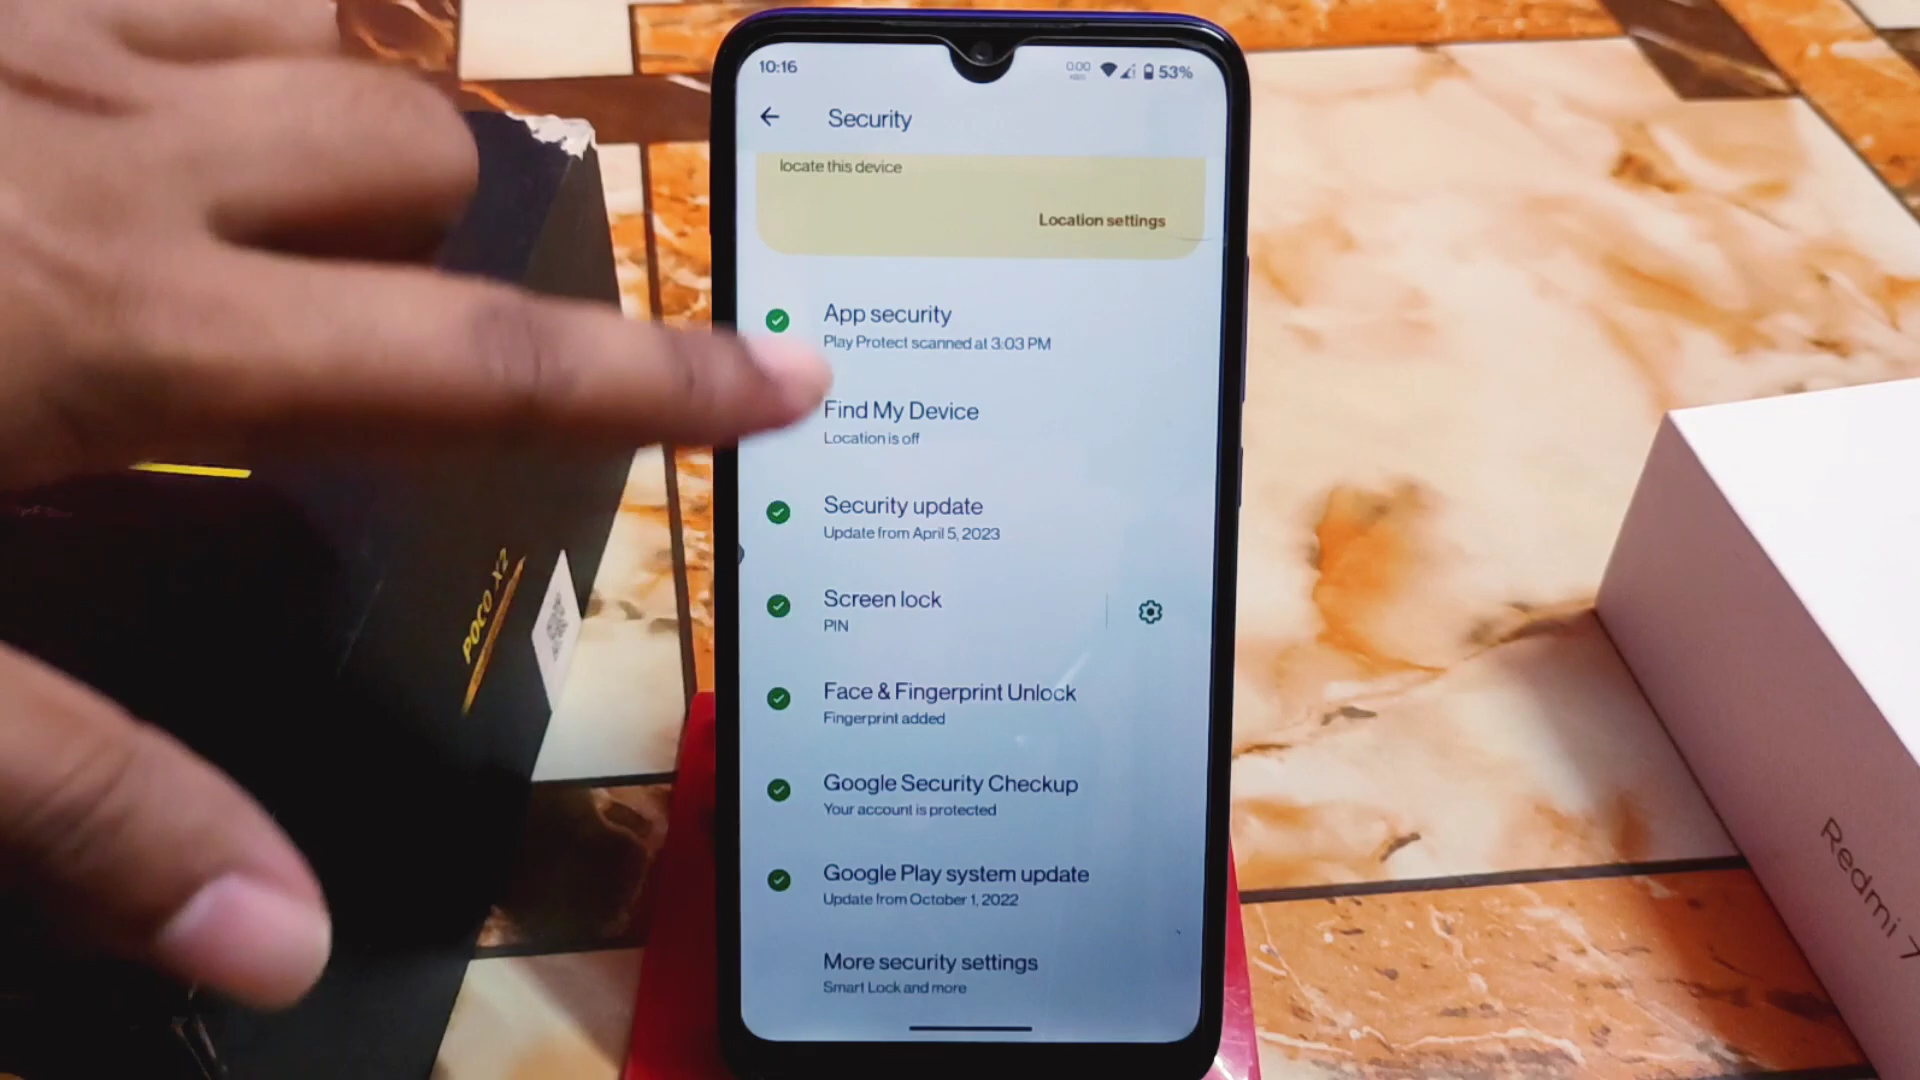 10:16
0.00
53%
Security
locate this device
Location settings
App security
Play Protect scanned at 3:03 PM
Find My Device
Location is off
Security update
Update from April 5, 2023
Screen lock
PIN
Face & Fingerprint Unlock
Fingerprint added
Google Security Checkup
Your account is protected
Google Play system update
Update from October 1, 2022
More security settings
Smart Lock and more
POCO X2
Redmi 7